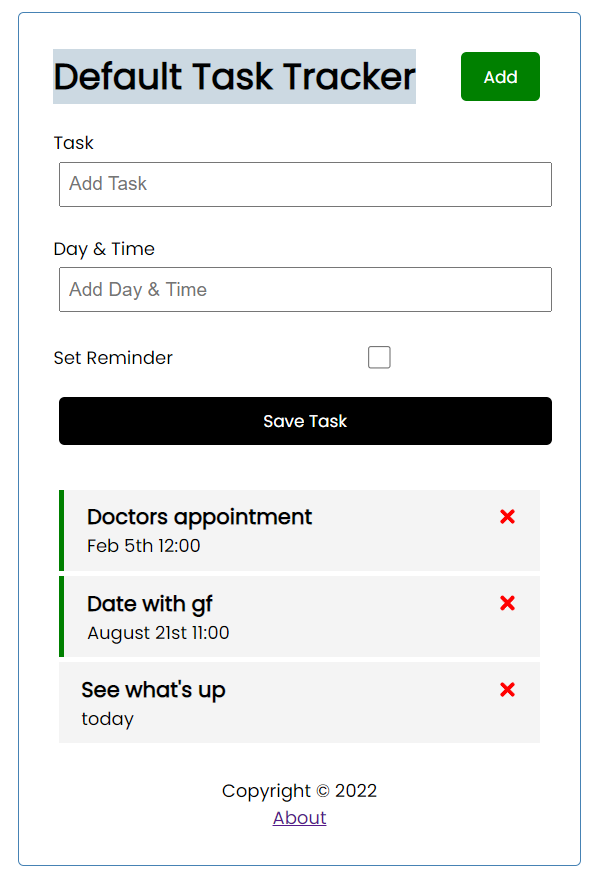 Default Task Tracker
Add
Task
Add Task
Day & Time
Add Day & Time
Set Reminder
Save Task
Doctors appointment
Feb 5th 12:00
Date with gf
August 21st 11:00
See what's up
today
Copyright © 2022
About